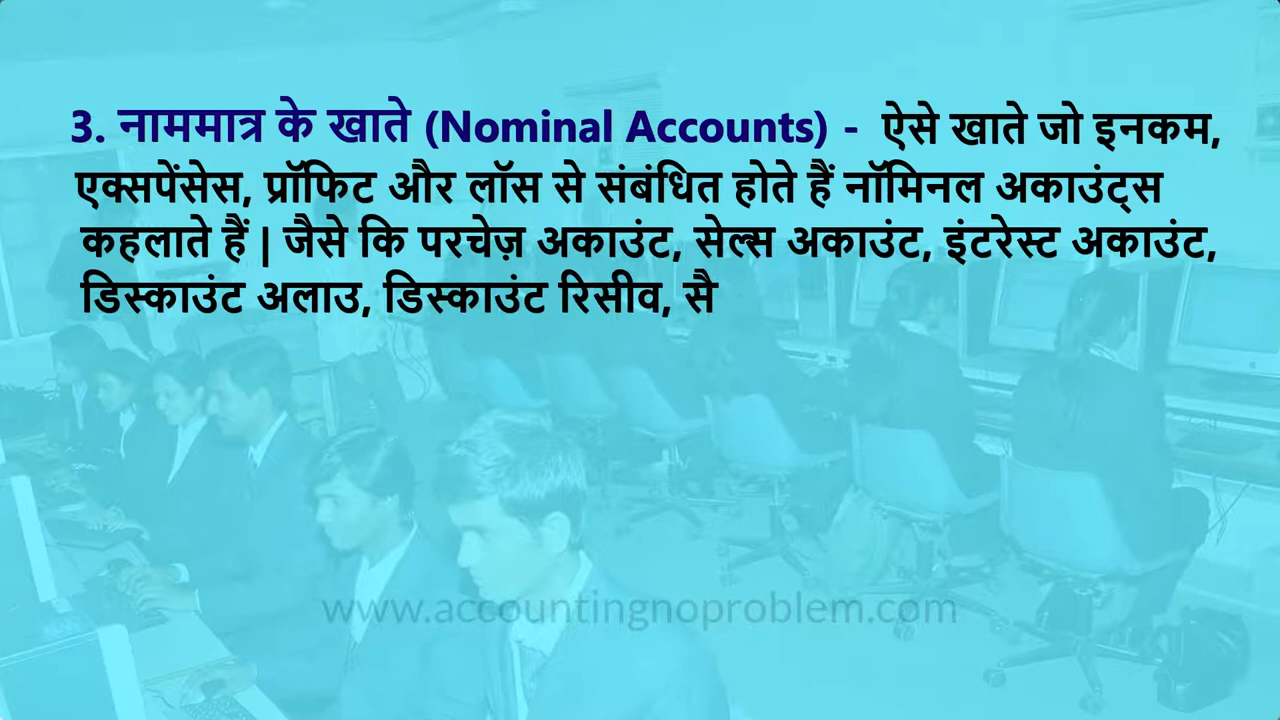 3. नाममात्र के खाते (Nominal Accounts) - ऐसे खाते जो इनकम,
एक्सपेंसेस, प्रॉफिट और लॉस से संबंधित होते हैं नॉमिनल अकाउंट्स
कहलाते हैं | जैसे कि परचेज़ अकाउंट, सेल्स अकाउंट, इंटरेस्ट अकाउंट,
डिस्काउंट अलाउ, डिस्काउंट रिसीव, सै
www.accountingnoproblem.com